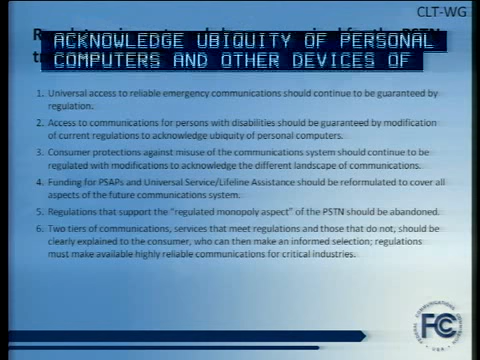 CLT-WG
ACKNOWLEDGE UBIQUITY OF PERSONAL
COMPUTERS AND OTHER DEVICES OF
1. Universal access to reliable emergency communications should continue to be guaranteed by
regulation.
2. Access to communications for persons with disabilities should be guaranteed by modification
of current regulations to acknowledge ubiquity of personal computers.
3. Consumer protections against misuse of the communications system should continue to be
regulated with modifications to acknowledge the different landscape of communications.
4. Funding for PSAPs and Universal Service/Lifeline Assistance should be reformulated to cover all
aspects of the future communications system.
5. Regulations that support the “regulated monopoly aspect” of the PSTN should be abandoned.
6. Two tiers of communications, services that meet regulations and those that do not, should be
clearly explained to the consumer, who can then make an informed selection; regulations
must make available highly reliable communications for critical industries.
FEDERAL COMMUNICATIONS COMMISSION
FCC
USA